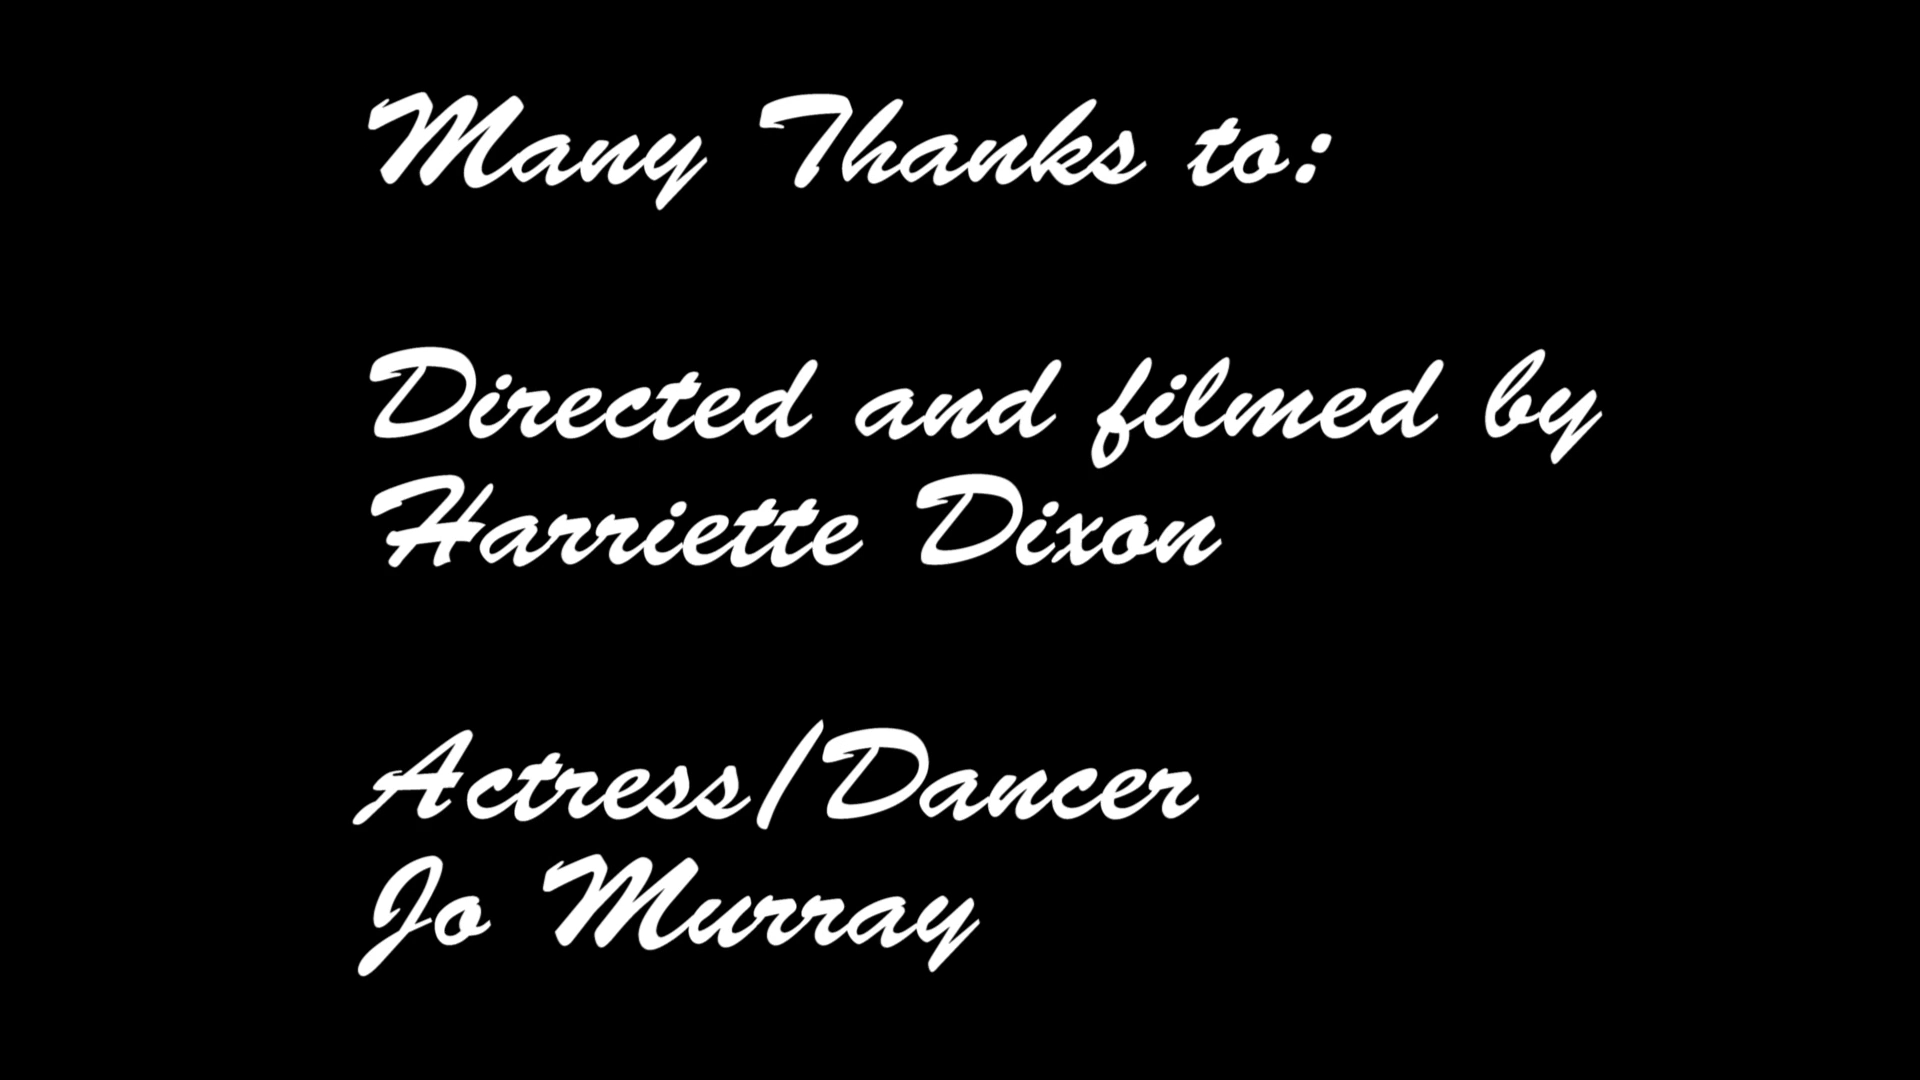 Many Thanks to:
Directed and filmed by
Harriette Dixon
Actress/Dancer
Jo Murray